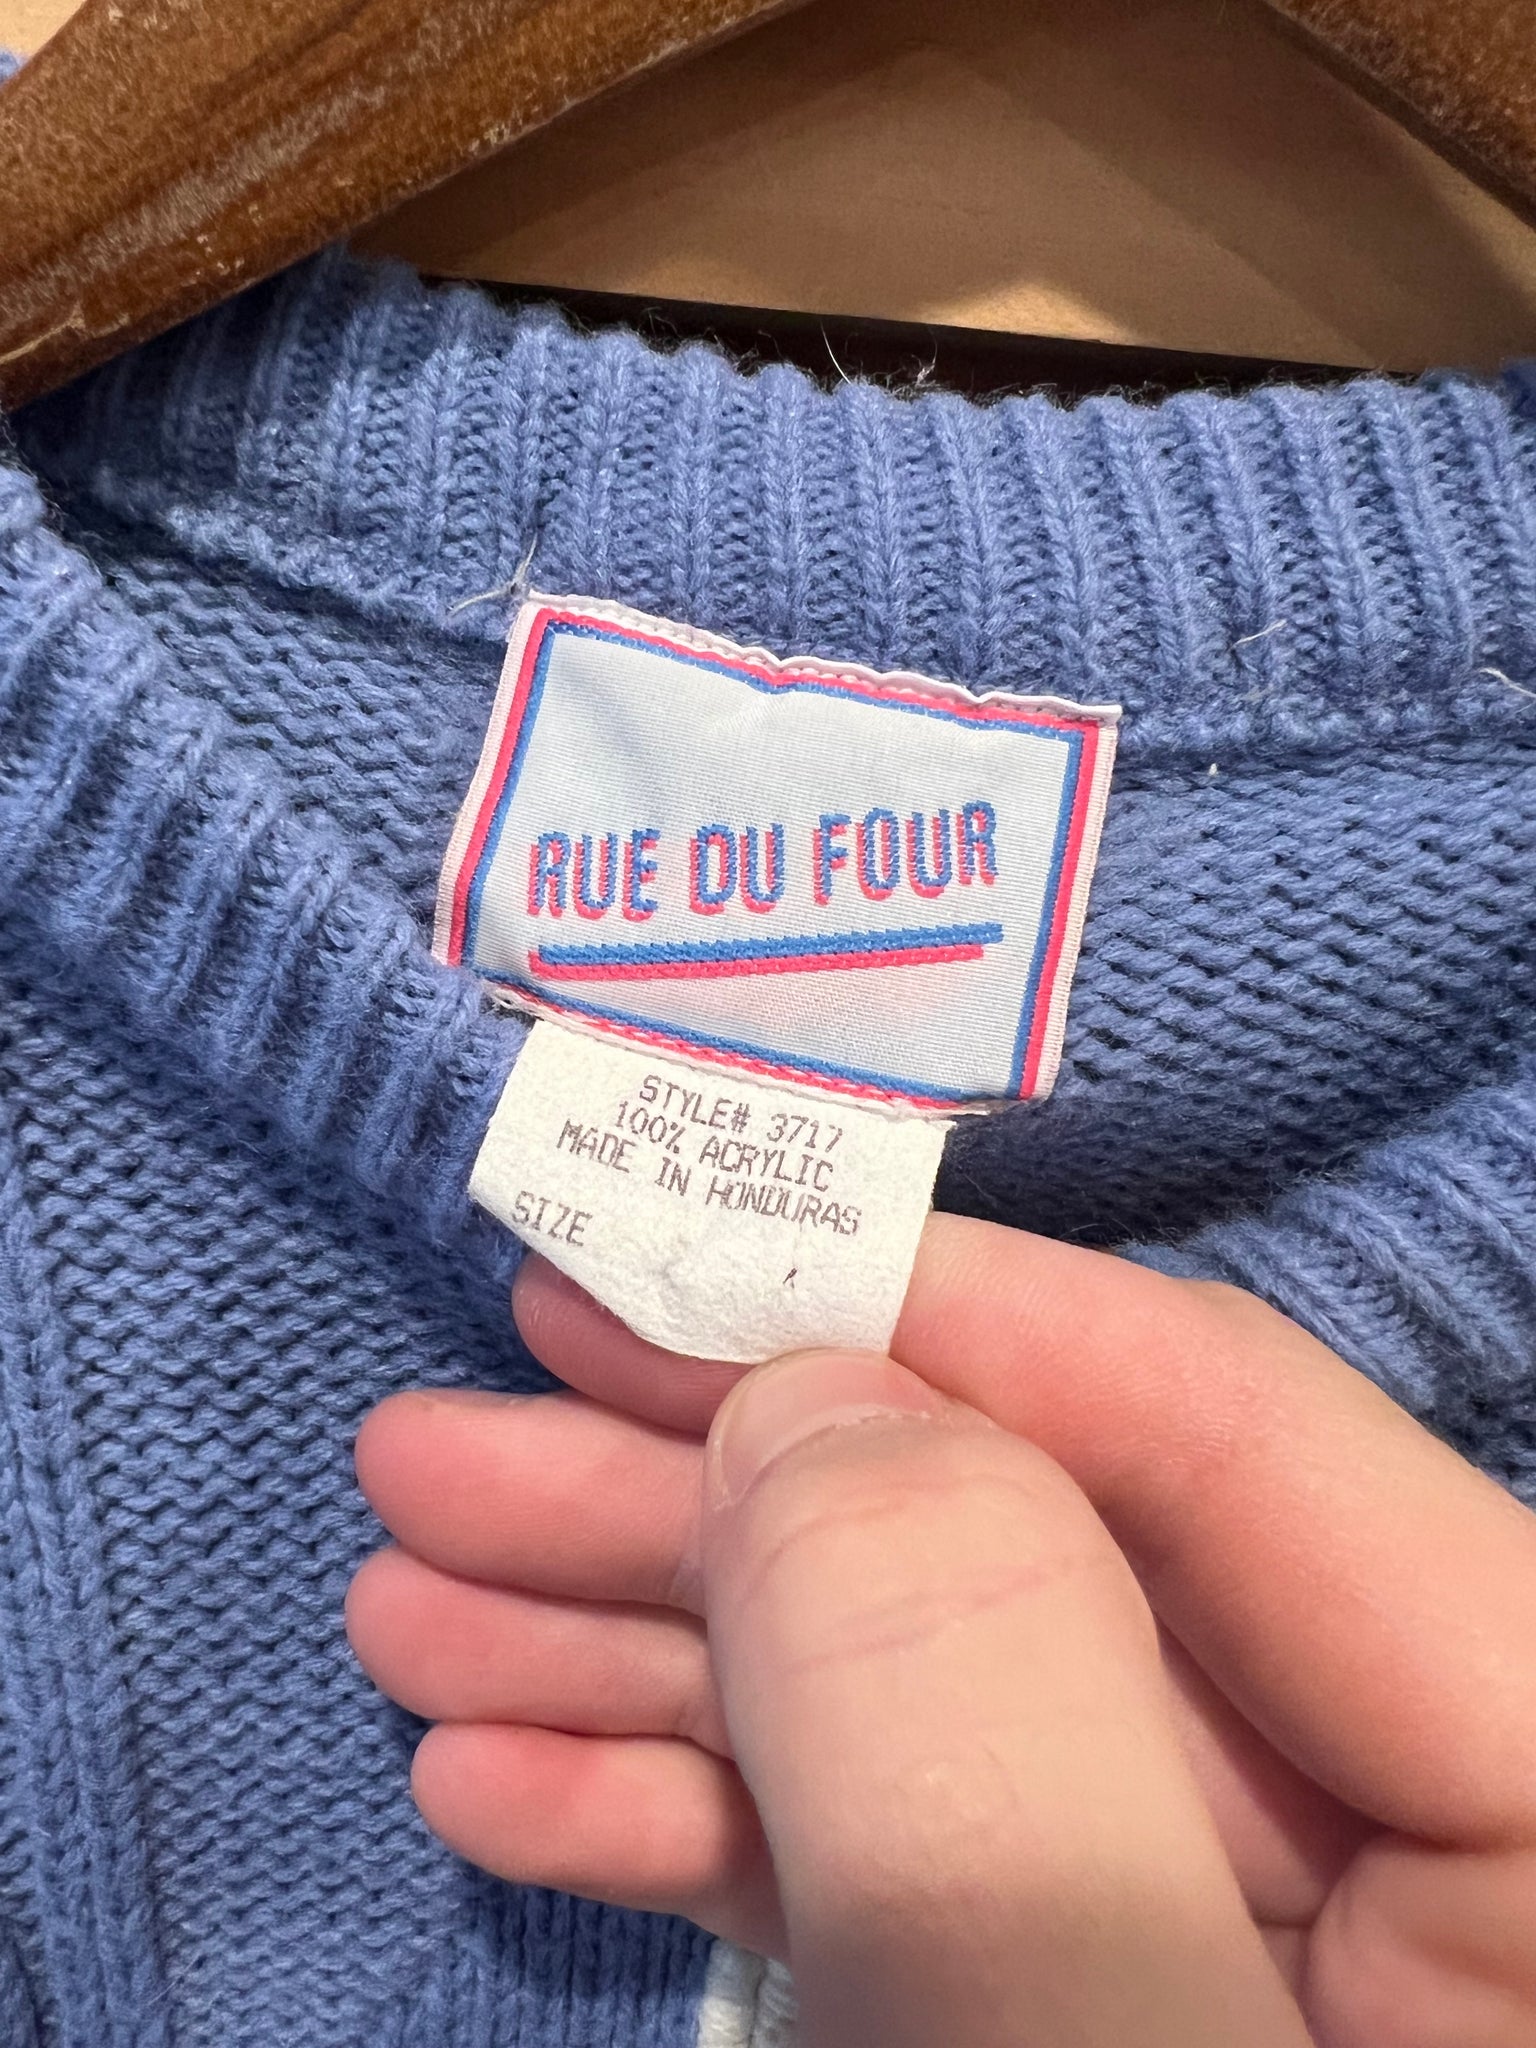 RUE DU FOUR
STYLE# 3717
100% ACRYLIC
MADE IN HONDURAS
SIZE